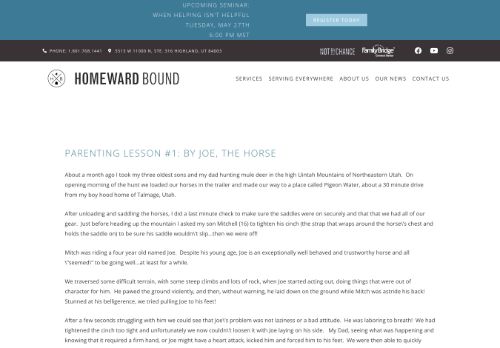 UPCOMING SEMINAR:
WHEN HELPING ISN'T HELPFUL
TUESDAY, MAY 27TH
6:00 PM MST
REGISTER TODAY
PHONE: 1.801.768.1441
5313 W 11000 N, STE. 3
HIGHLAND, UT 84003
NOT BY CHANCE
FamilyBridge
HOMEWARD BOUND
SERVICES
SERVING EVERYWHERE
ABOUT US
OUR NEWS
CONTACT US
PARENTING LESSON #1: BY JOE, THE HORSE
About a month ago I took my three oldest sons and my dad hunting mule deer in the high Uintah Mountains of Northeastern Utah. On
opening morning of the hunt we loaded our horses in the trailer and made our way to a place called Pigeon Water, about a 30 minute drive
from my boy hood home of Talmage, Utah.
After unloading and saddling the horses, I did a last minute check to make sure the saddles were on securely and that that we had all of our
gear. Just before heading up the mountain I asked my son Mitchell (16) to tighten his cinch (the strap that wraps around the horse's chest and
holds the saddle on) to be sure his saddle wouldn't slip...then we were off!
Mitch was riding a four year old named Joe. Despite his young age, Joe is an exceptionally well behaved and trustworthy horse and all
\"seemed\" to be going well...at least for a while.
We traversed some difficult terrain, with some steep climbs and lots of rock, when Joe started acting out, doing things that were out of
character for him. He pawed the ground violently, and then, without warning, he laid down on the ground while Mitch was astride his back!
Stunned at his belligerence, we tried pulling Joe to his feet!
After a few seconds struggling with him we could see that Joe\'s problem was not laziness or a bad attitude. He was laboring to breath! We had
tightened the cinch too tight and unfortunately we now couldn't loosen it with Joe laying on his side. My Dad, seeing what was happening and
knowing that it required a firm hand, or Joe might have a heart attack, kicked him and forced him to his feet. We were then able to quickly